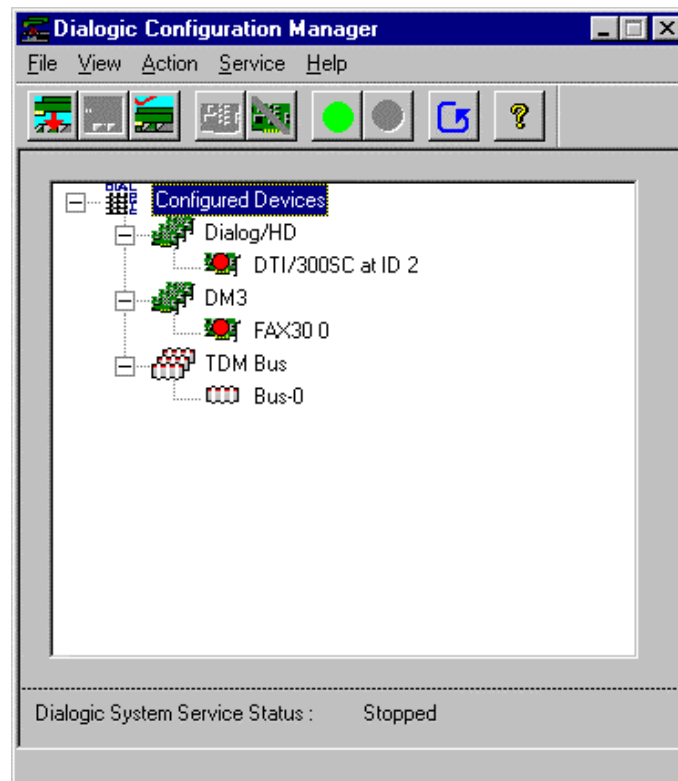 Dialogic Configuration Manager
File View Action Service Help
Configured Devices
Dialog/HD
DTI/300SC at ID 2
DM3
FAX30 0
TDM Bus
Bus-0
Dialogic System Service Status : Stopped